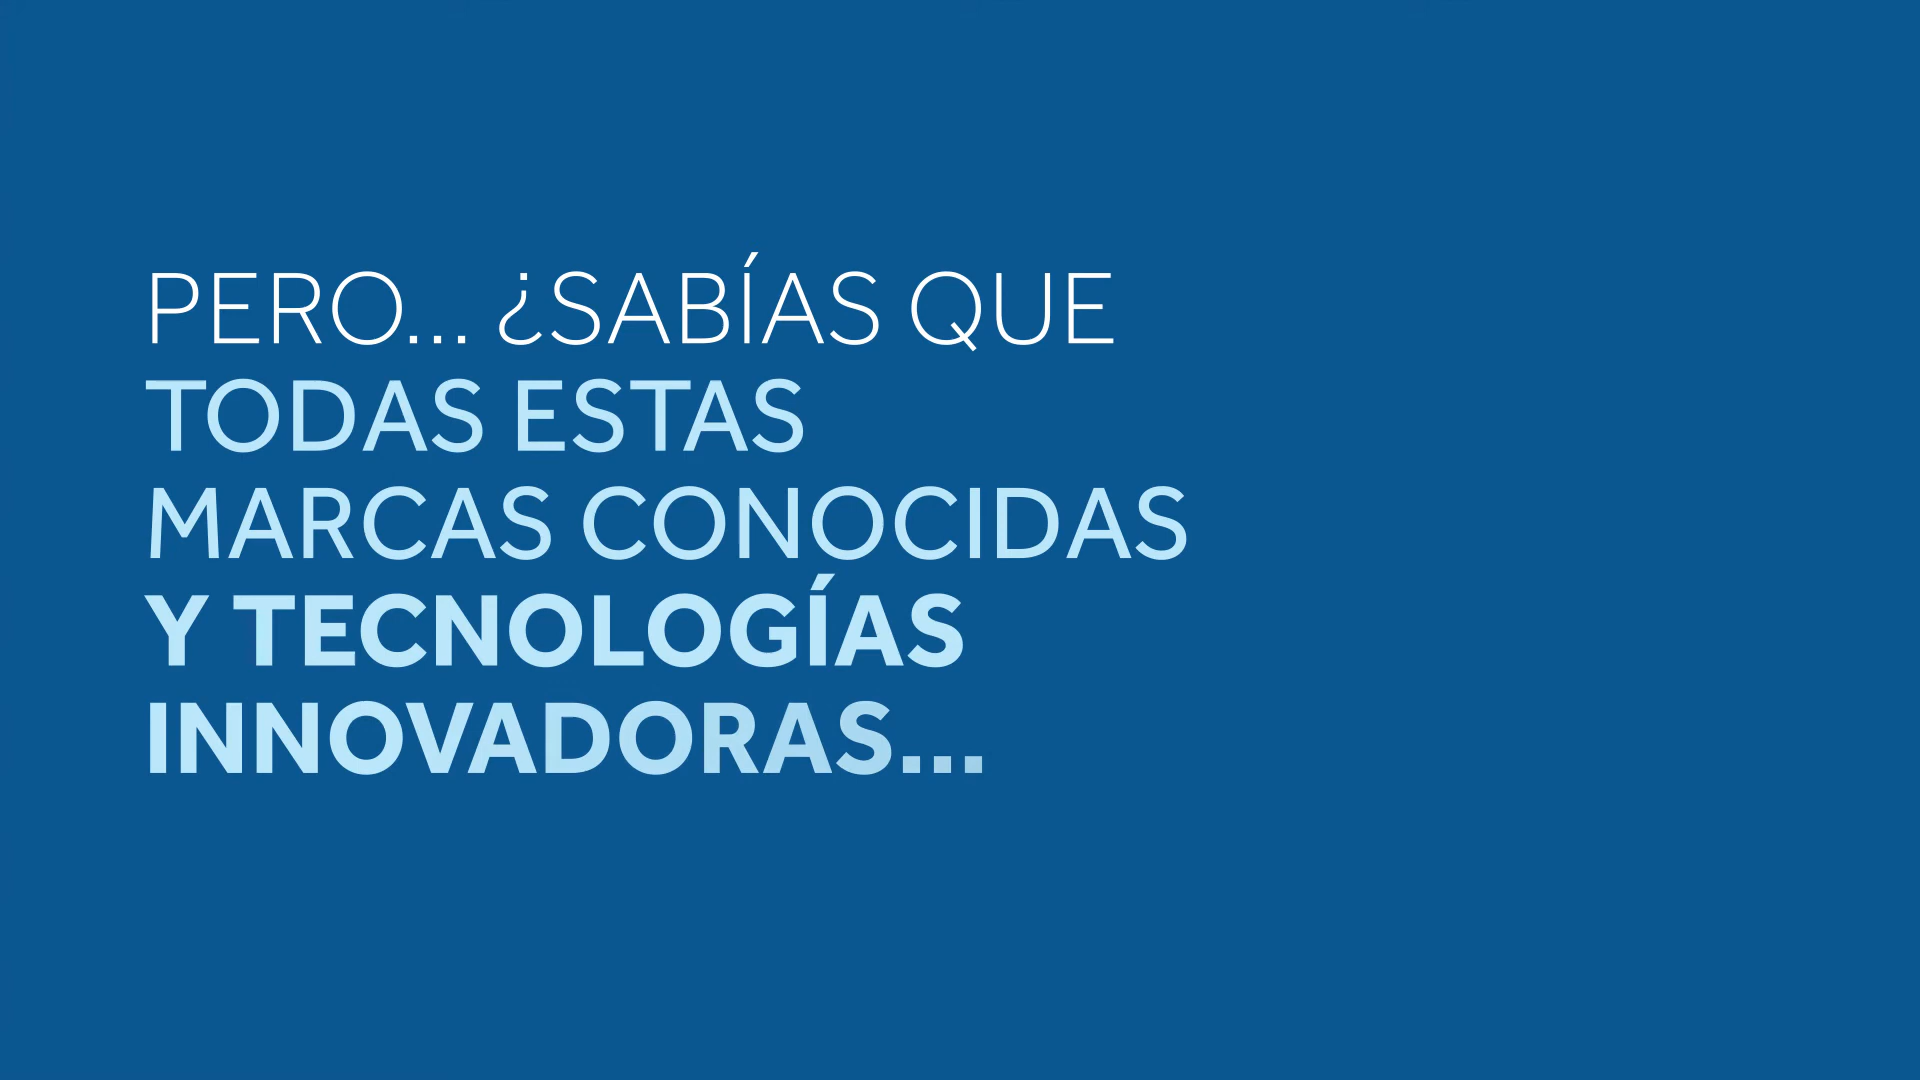 PERO... ¿SABÍAS QUE
TODAS ESTAS
MARCAS CONOCIDAS
Y TECNOLOGÍAS
INNOVADORAS...